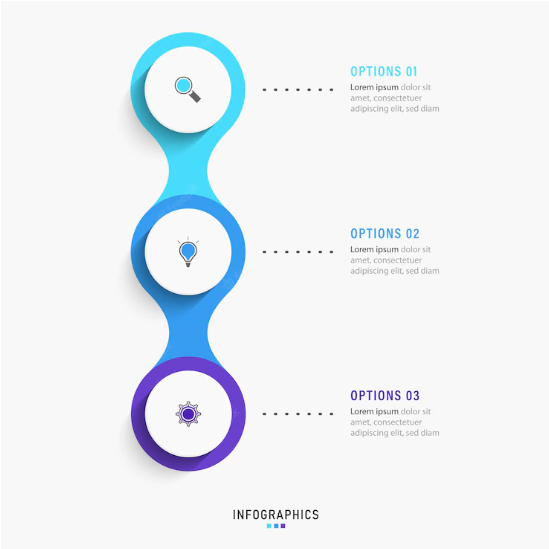 OPTIONS 01
Lorem ipsum dolor sit
amet, consectetuer
adipiscing elit, sed diam
OPTIONS 02
Lorem ipsum dolor sit
amet, consectetuer
adipiscing elit, sed diam
OPTIONS 03
Lorem ipsum dolor sit
amet, consectetuer
adipiscing elit, sed diam
INFOGRAPHICS